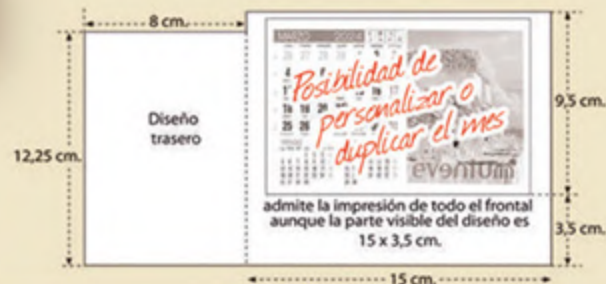 8 cm.
MARZO 2024
Posibilidad de
personalizar o
duplicar el mes
eventum
Diseño
trasero
12,25 cm.
9,5 cm.
admite la impresión de todo el frontal
aunque la parte visible del diseño es
15 x 3,5 cm.
3,5 cm.
15 cm.